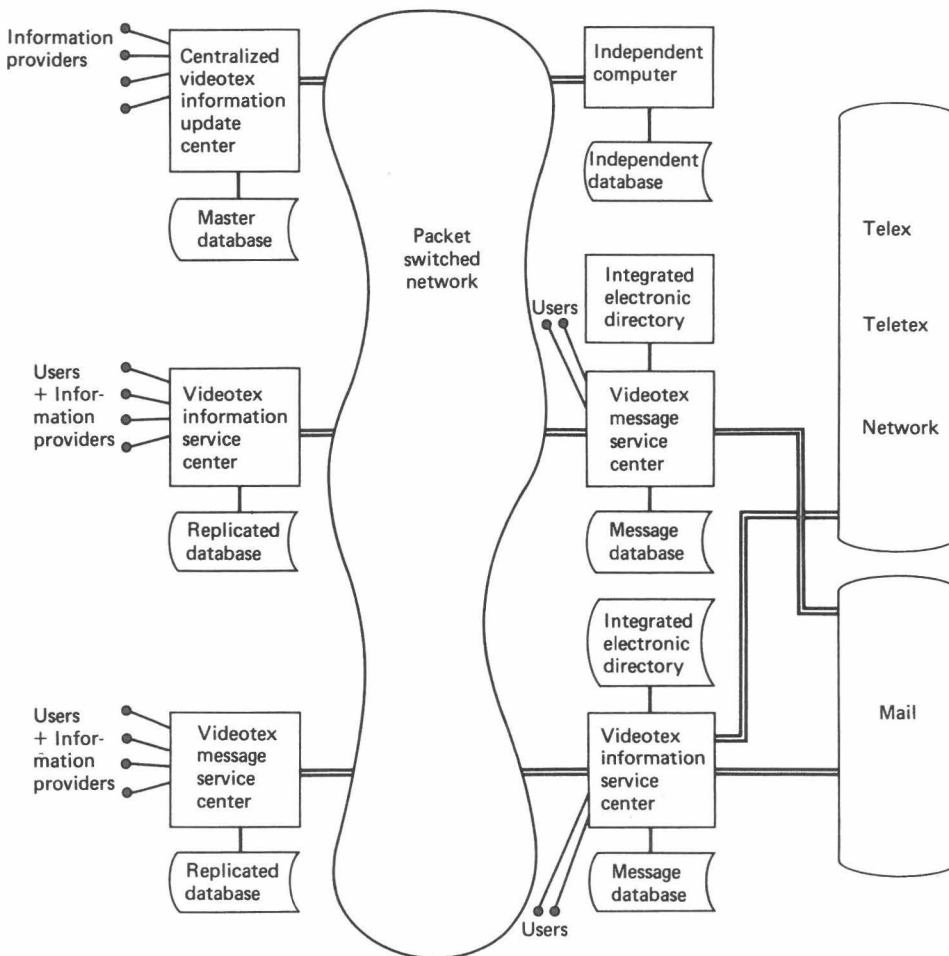 Information
providers
Centralized
videotex
information
update
center
Master
database
Users
+ Infor-
mation
providers
Videotex
information
service
center
Replicated
database
Users
+ Infor-
mation
providers
Videotex
message
service
center
Replicated
database
Packet
switched
network
Independent
computer
Independent
database
Users
Integrated
electronic
directory
Videotex
message
service
center
Message
database
Integrated
electronic
directory
Videotex
information
service
center
Message
database
Users
Telex
Teletex
Network
Mail